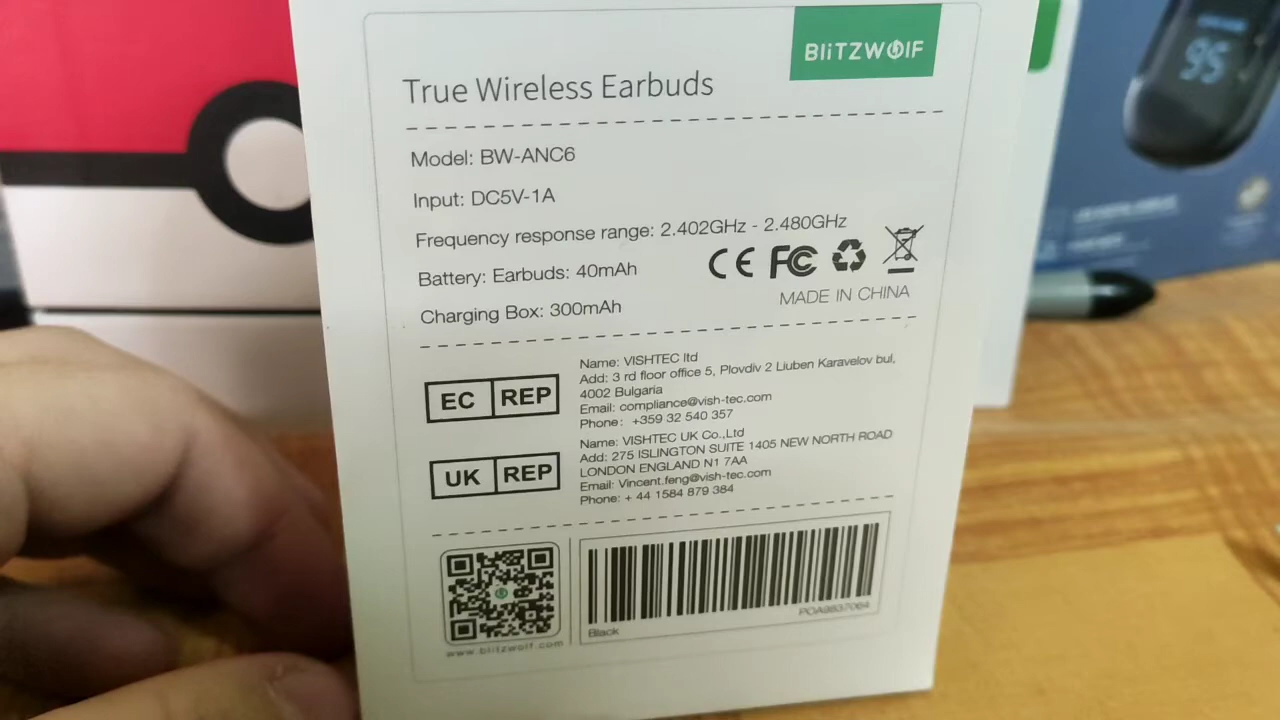 BLiTZWOLF
True Wireless Earbuds
Model: BW-ANC6
Input: DC5V-1A
Frequency response range: 2.402GHz - 2.480GHz
Battery: Earbuds: 40mAh
Charging Box: 300mAh
CE FC
MADE IN CHINA
EC REP
Name: VISHTEC ltd
Add: 3 rd floor office 5, Plovdiv 2 Liuben Karavelov bul,
4002 Bulgaria
Email: compliance@vish-tec.com
Phone: +359 32 540 357
UK REP
Name: VISHTEC UK Co.,Ltd
Add: 275 ISLINGTON SUITE 1405 NEW NORTH ROAD
LONDON ENGLAND N1 7AA
Email: Vincent.feng@vish-tec.com
Phone: + 44 1584 879 384
www.blitzwolf.com
Black
POA9837064
95